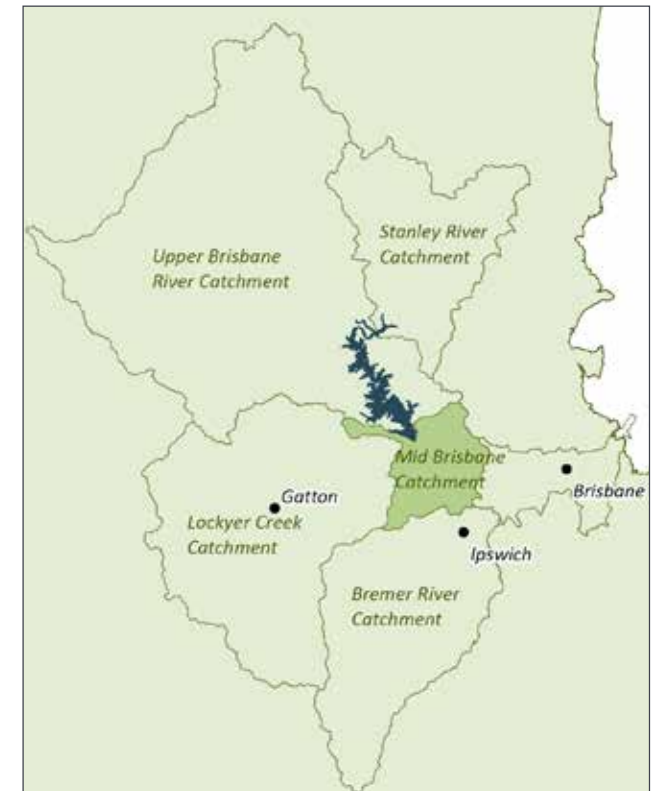 Stanley River
Catchment
Upper Brisbane
River Catchment
Mid Brisbane
Catchment
Brisbane
Gatton
Lockyer Creek
Catchment
Ipswich
Bremer River
Catchment